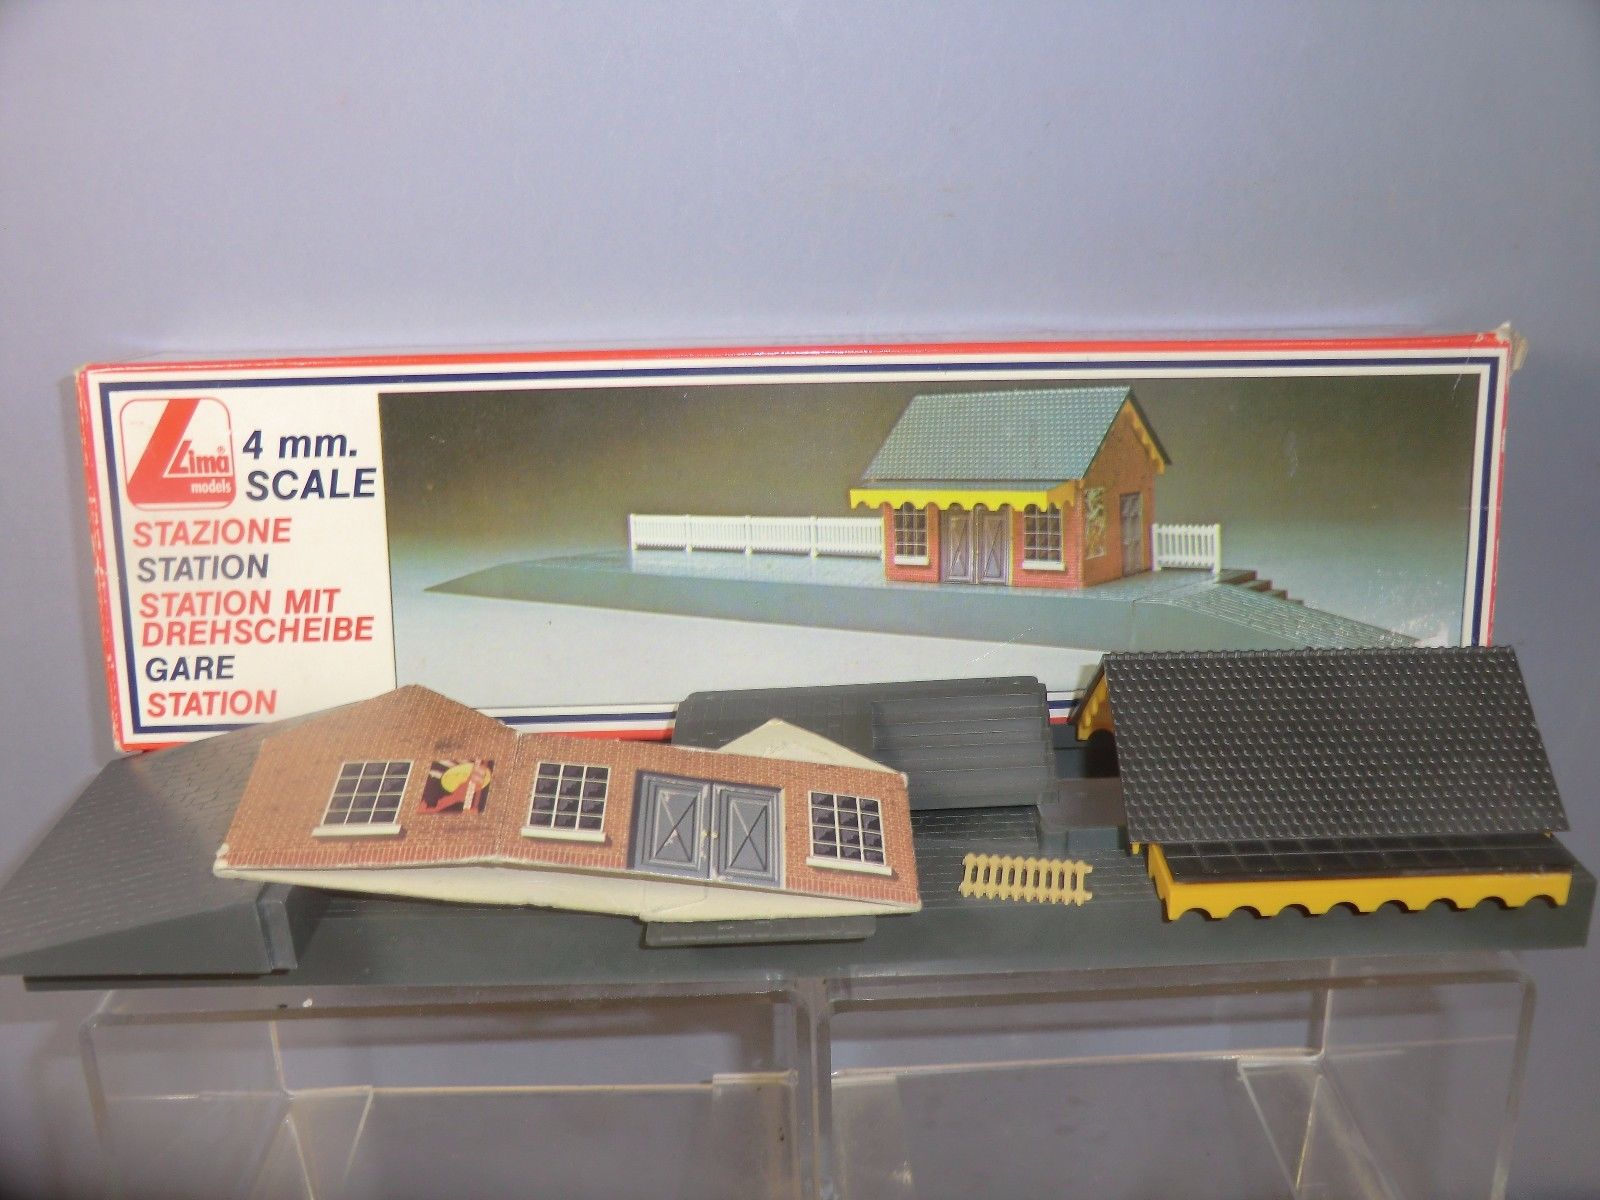 Lima®
models
4 mm.
SCALE
STAZIONE
STATION
STATION MIT
DREHSCHEIBE
GARE
STATION